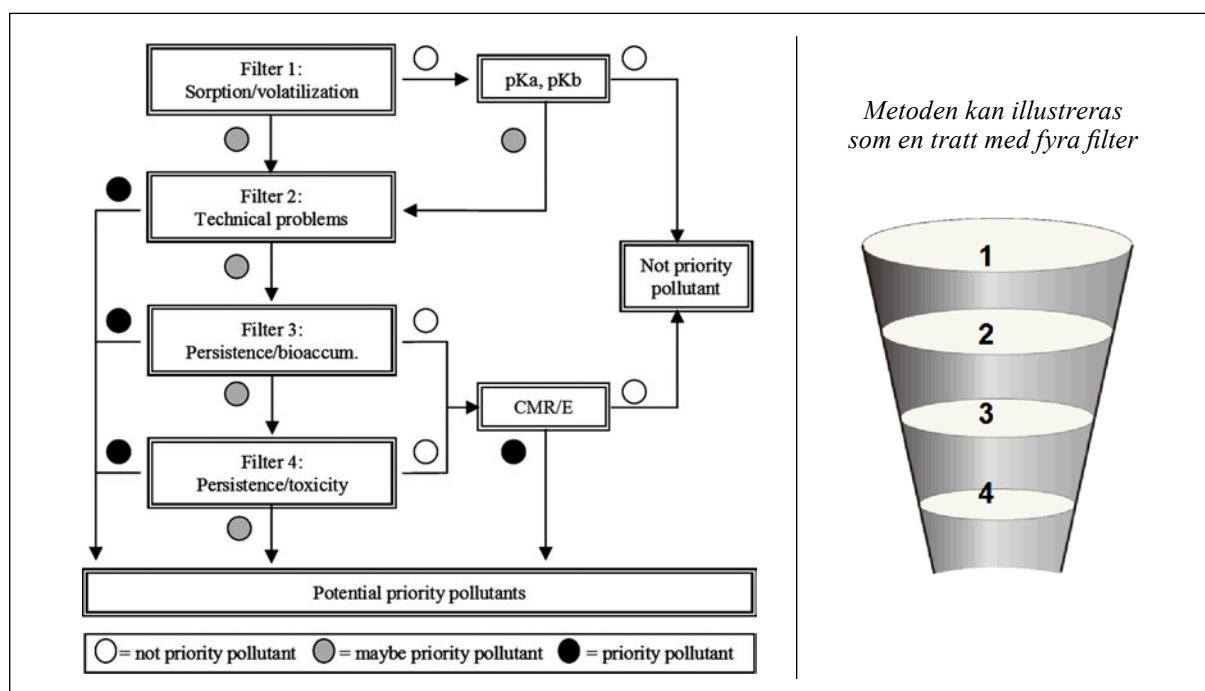 Filter 1:
Sorption/volatilization
pKa, pKb
Filter 2:
Technical problems
Not priority
pollutant
Filter 3:
Persistence/bioaccum.
CMR/E
Filter 4:
Persistence/toxicity
Potential priority pollutants
= not priority pollutant = maybe priority pollutant = priority pollutant
Metoden kan illustreras
som en tratt med fyra filter
1
2
3
4